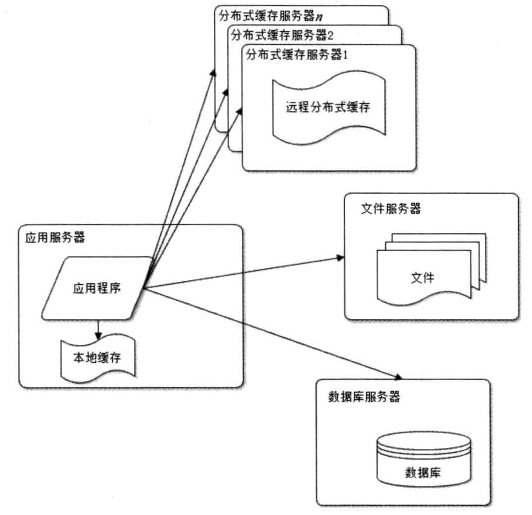 分布式缓存服务器n
分布式缓存服务器2
分布式缓存服务器1
远程分布式缓存
文件服务器
文件
应用服务器
应用程序
本地缓存
数据库服务器
数据库